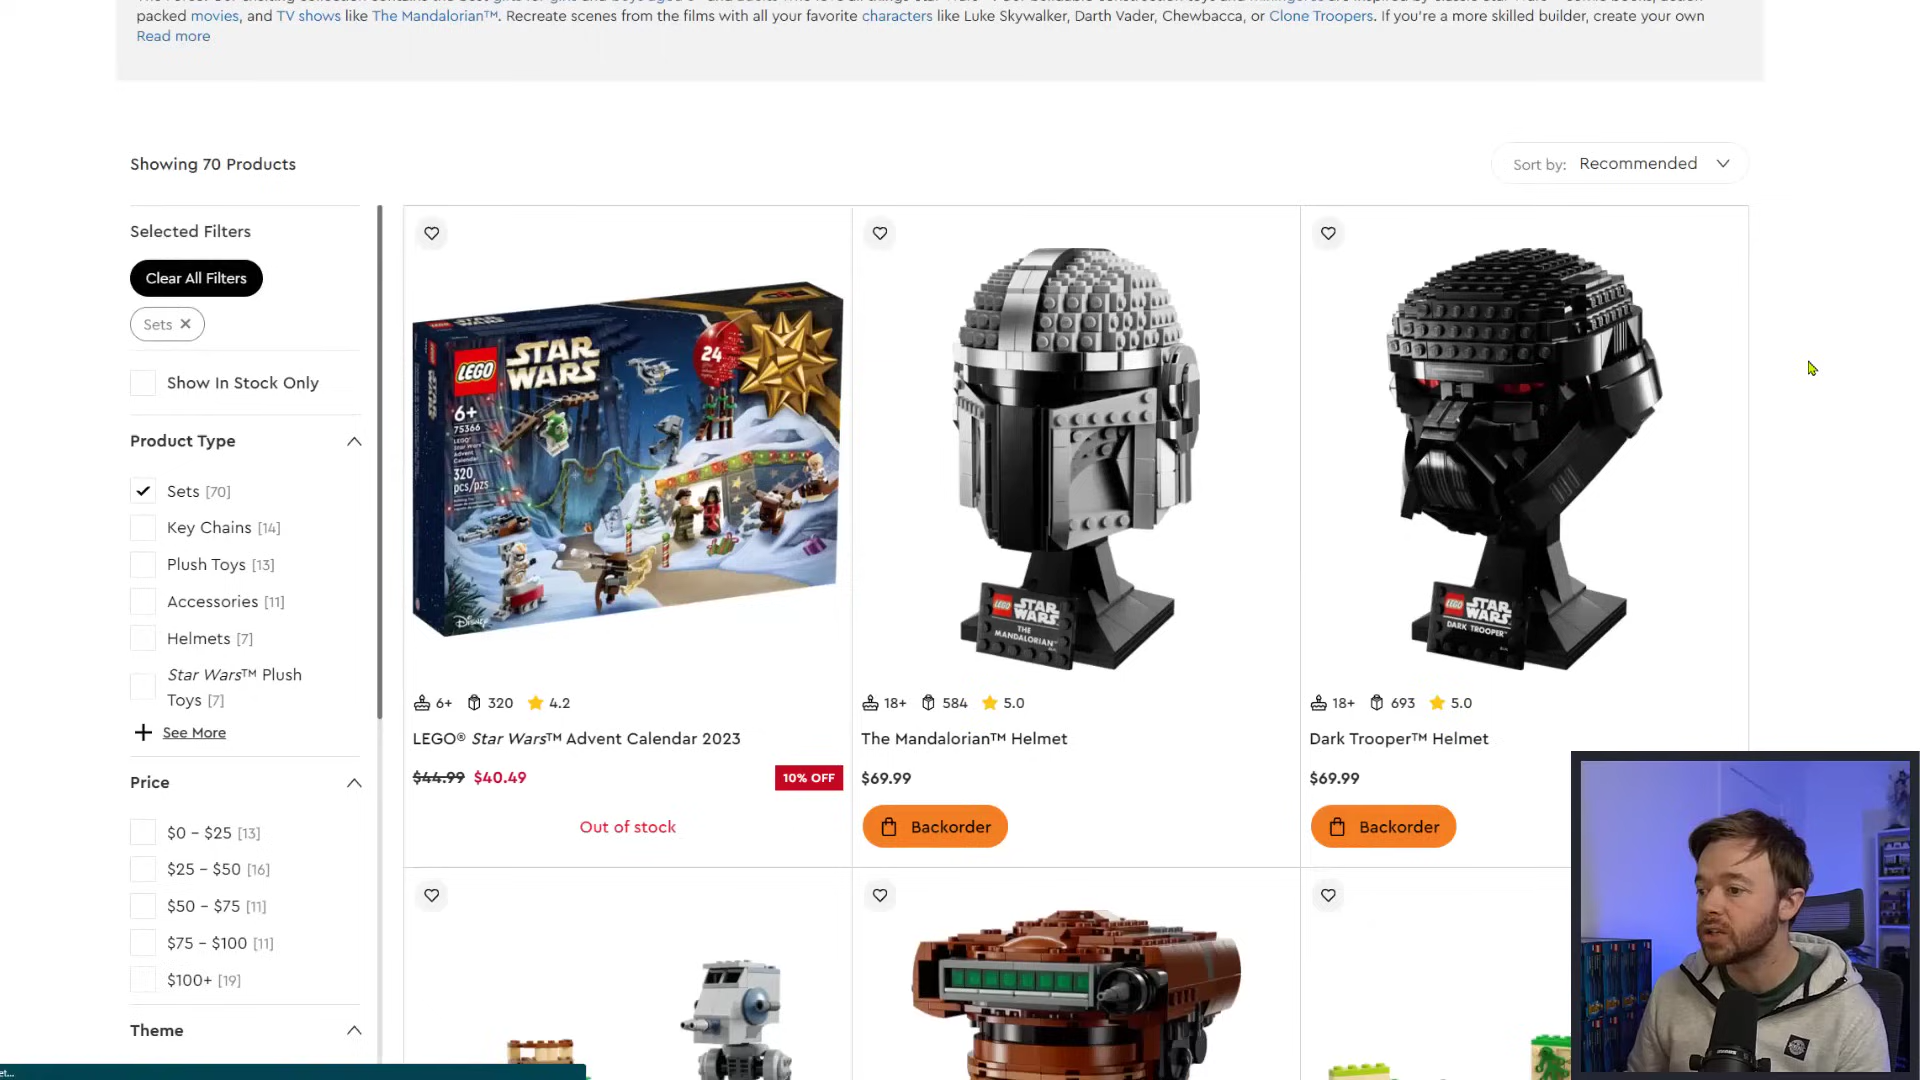 packed movies, and TV shows like The Mandalorian™. Recreate scenes from the films with all your favorite characters like Luke Skywalker, Darth Vader, Chewbacca, or Clone Troopers. If you're a more skilled builder, create your own
Read more
Showing 70 Products
Sort by: Recommended
Selected Filters
Clear All Filters
Sets ✕
Show In Stock Only
Product Type
Sets [70]
Key Chains [14]
Plush Toys [13]
Accessories [11]
Helmets [7]
Star Wars™ Plush
Toys [7]
See More
Price
$0 – $25 [13]
$25 – $50 [16]
$50 – $75 [11]
$75 – $100 [11]
$100+ [19]
Theme
LEGO
STAR
WARS
24
6+
75366
320
pcs/pzs
Disney
6+ 320 4.2
LEGO® Star Wars™ Advent Calendar 2023
$44.99 $40.49
10% OFF
Out of stock
LEGO STAR
WARS
THE
MANDALORIAN™
18+ 584 5.0
The Mandalorian™ Helmet
$69.99
Backorder
LEGO STAR
WARS
DARK TROOPER™
18+ 693 5.0
Dark Trooper™ Helmet
$69.99
Backorder